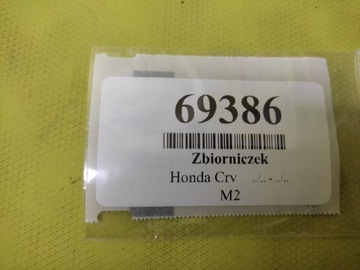 69386
Zbiorniczek
Honda Crv ../.. - ../..
M2